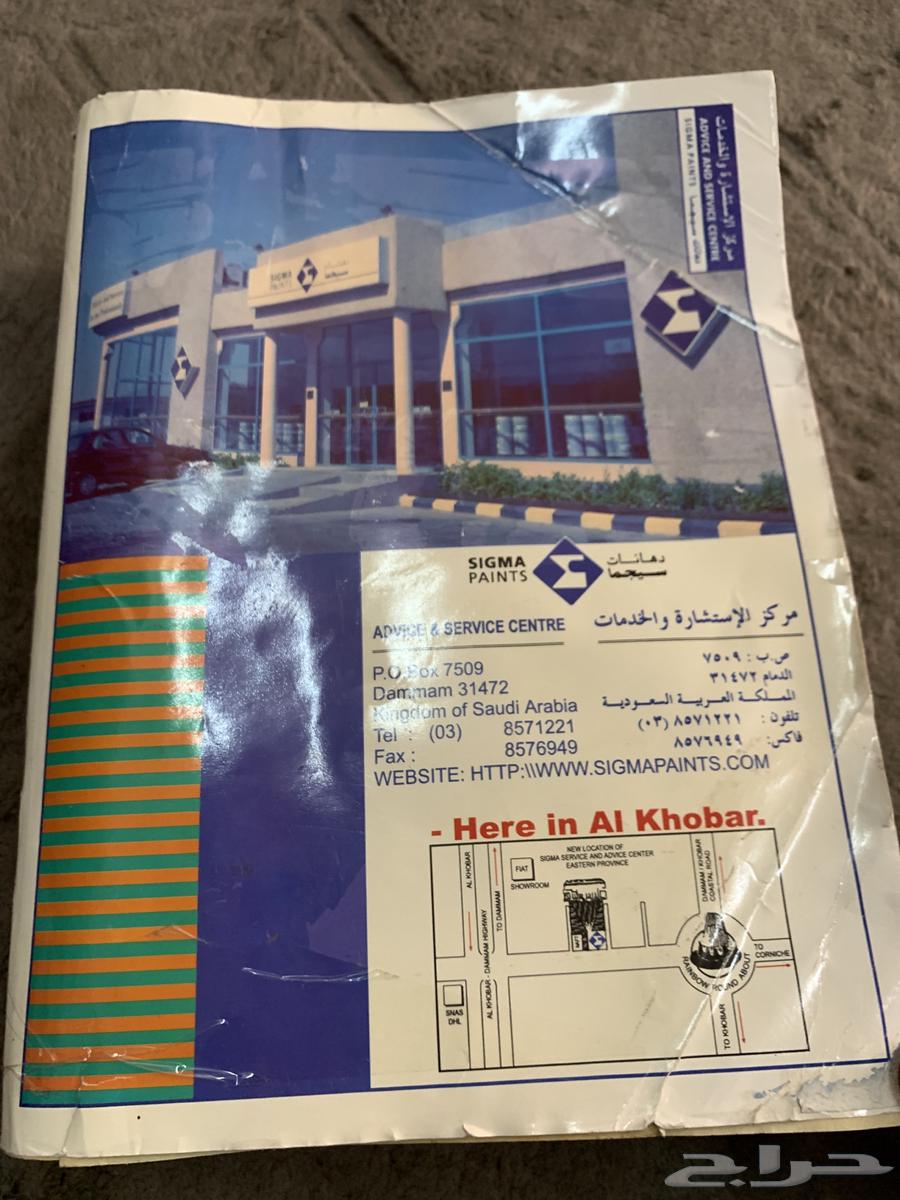 مركز الإستشارة والخدمات
ADVICE AND SERVICE CENTRE
SIGMA PAINTS
SIGMA PAINTS
دهانات سيجما
SIGMA PAINTS
دهانات سيجما
ADVICE & SERVICE CENTRE
مركز الإستشارة والخدمات
P.O.Box 7509
Dammam 31472
Kingdom of Saudi Arabia
Tel : (03) 8571221
Fax : 8576949
WEBSITE: HTTP:\\WWW.SIGMAPAINTS.COM
ص.ب : ٧٥٠٩
الدمام ٣١٤٧٢
المملكة العربية السعودية
تلفون : ٨٥٧١٢٢١ (٠٣)
فاكس: ٨٥٧٦٩٤٩
- Here in Al Khobar.
NEW LOCATION OF
SIGMA SERVICE AND ADVICE CENTER
EASTERN PROVINCE
FIAT
SHOWROOM
AL KHOBAR
TO DAMMAM
AL KHOBAR - DAMMAM HIGHWAY
DAMMAM / KHOBAR
COASTAL ROAD
RAINBOW ROUND ABOUT
TO
CORNICHE
TO KHOBAR
SNAS
DHL
حراج